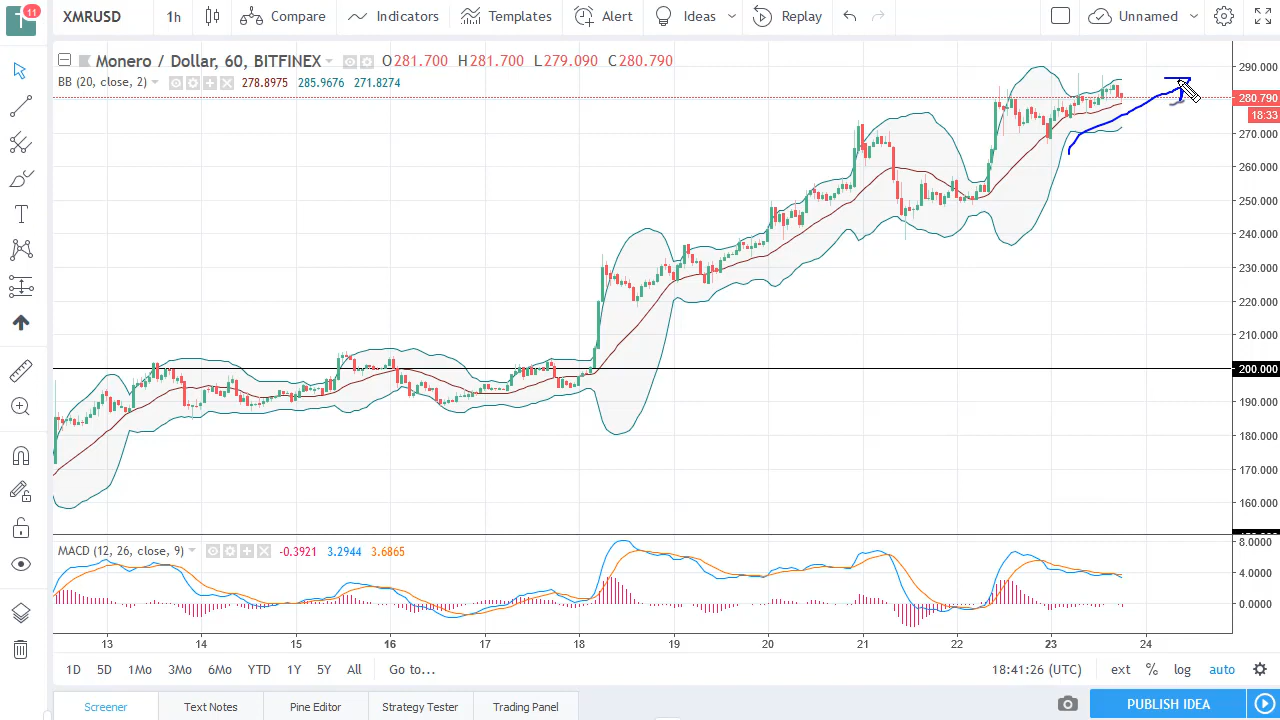 T
11
XMRUSD
1h
Compare
Indicators
Templates
Alert
Ideas
Replay
Unnamed
Monero / Dollar, 60, BITFINEX
O281.700 H281.700 L279.090 C280.790
BB (20, close, 2)
278.8975 285.9676 271.8274
290.000
280.790
18:33
270.000
260.000
250.000
240.000
230.000
220.000
210.000
200.000
190.000
180.000
170.000
160.000
MACD (12, 26, close, 9)
-0.3921 3.2944 3.6865
8.0000
4.0000
0.0000
13 14 15 16 17 18 19 20 21 22 23 24
1D 5D 1Mo 3Mo 6Mo YTD 1Y 5Y All Go to...
18:41:26 (UTC) ext % log auto
Screener Text Notes Pine Editor Strategy Tester Trading Panel
PUBLISH IDEA